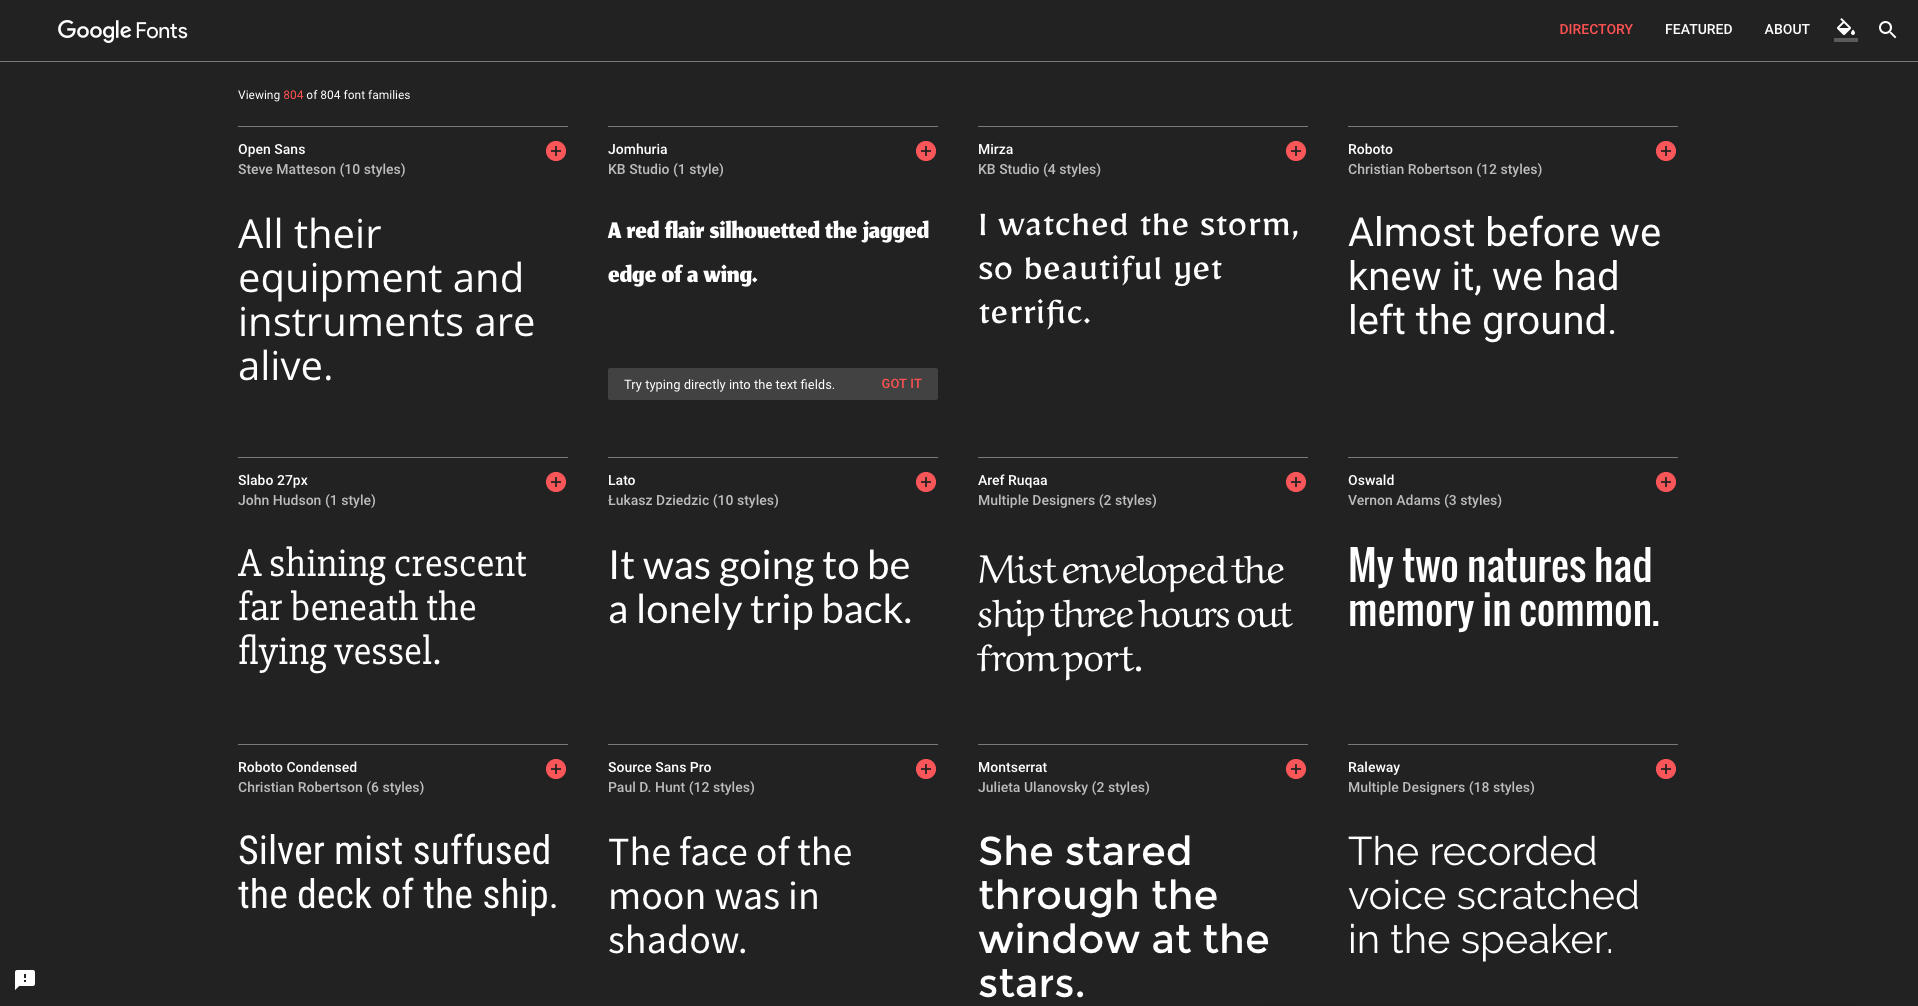 Google Fonts
DIRECTORY
FEATURED
ABOUT
Viewing 804 of 804 font families
Open Sans
Steve Matteson (10 styles)
All their
equipment and
instruments are
alive.
Jomhuria
KB Studio (1 style)
A red flair silhouetted the jagged
edge of a wing.
Try typing directly into the text fields.
GOT IT
Mirza
KB Studio (4 styles)
I watched the storm,
so beautiful yet
terrific.
Roboto
Christian Robertson (12 styles)
Almost before we
knew it, we had
left the ground.
Slabo 27px
John Hudson (1 style)
A shining crescent
far beneath the
flying vessel.
Lato
Łukasz Dziedzic (10 styles)
It was going to be
a lonely trip back.
Aref Ruqaa
Multiple Designers (2 styles)
Mist enveloped the
ship three hours out
from port.
Oswald
Vernon Adams (3 styles)
My two natures had
memory in common.
Roboto Condensed
Christian Robertson (6 styles)
Silver mist suffused
the deck of the ship.
Source Sans Pro
Paul D. Hunt (12 styles)
The face of the
moon was in
shadow.
Montserrat
Julieta Ulanovsky (2 styles)
She stared
through the
window at the
stars.
Raleway
Multiple Designers (18 styles)
The recorded
voice scratched
in the speaker.